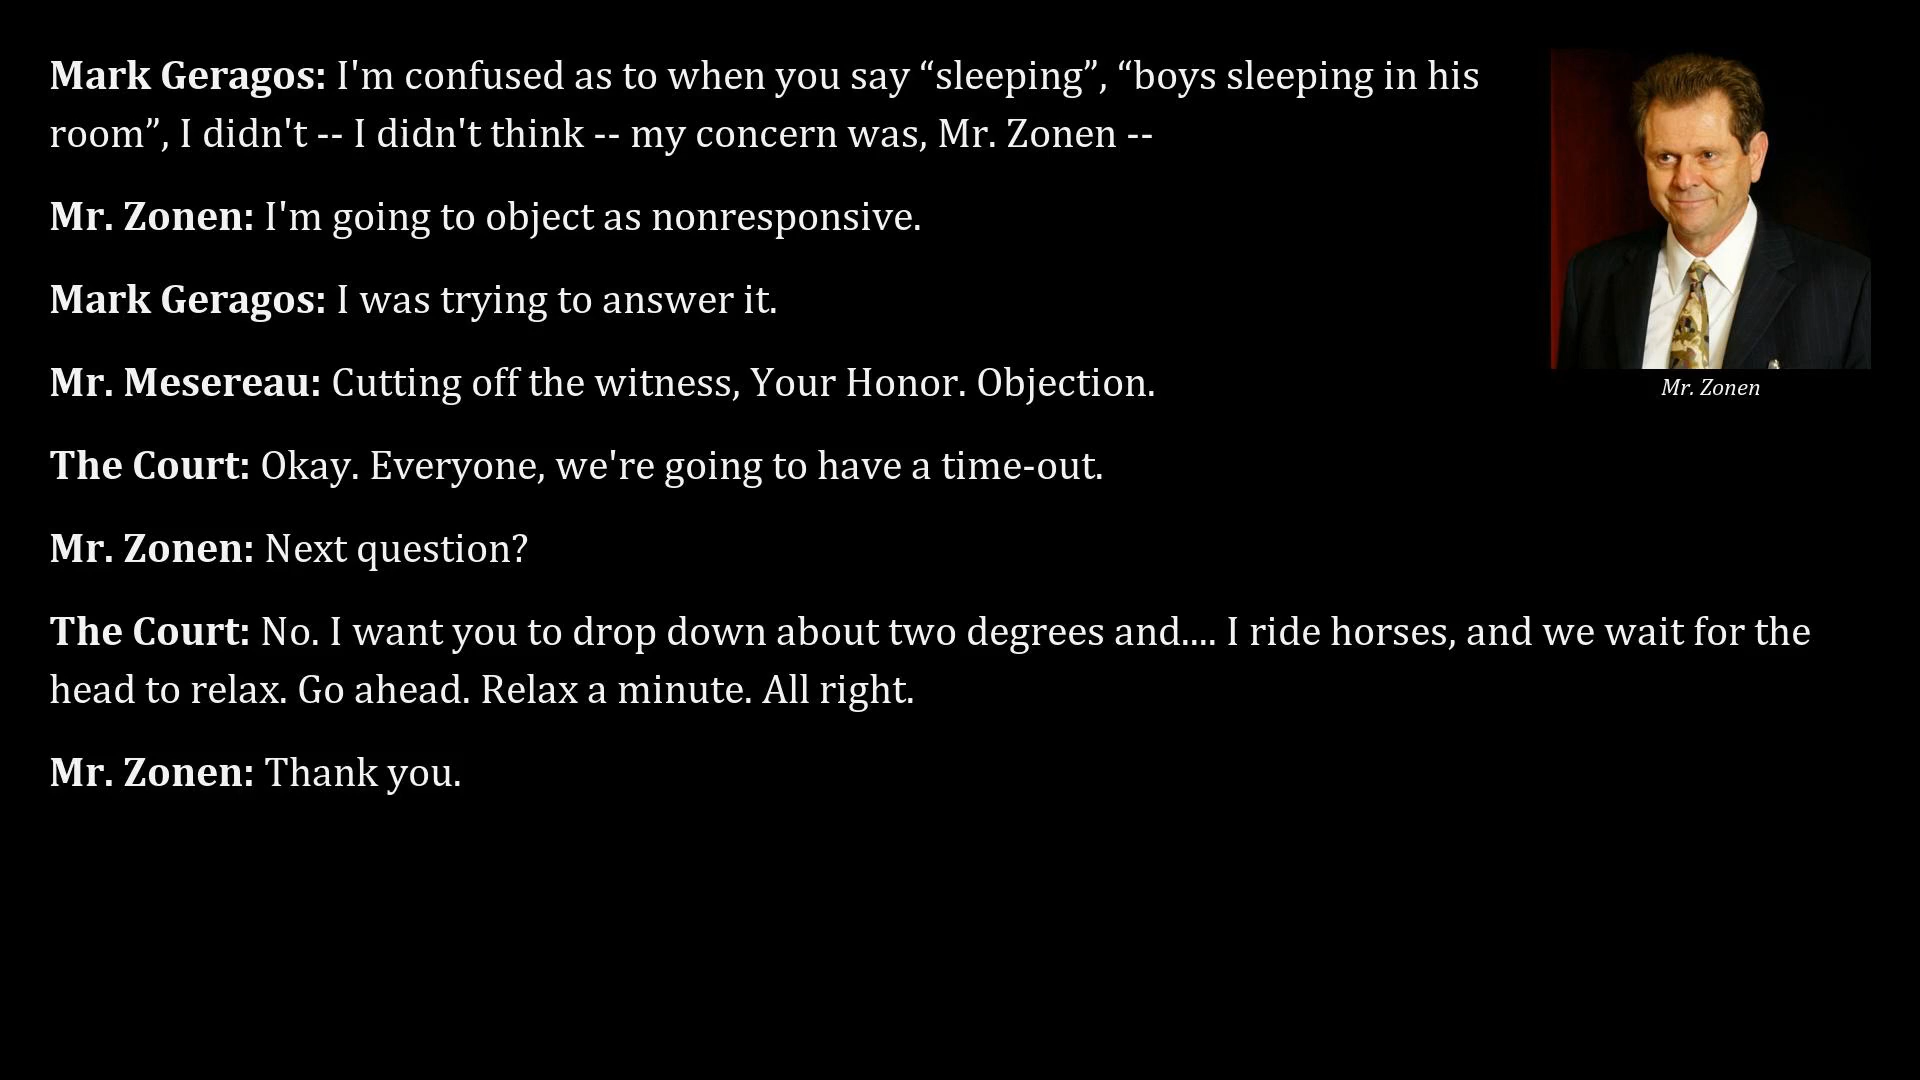 Mark Geragos: I'm confused as to when you say “sleeping”, “boys sleeping in his
room”, I didn't -- I didn't think -- my concern was, Mr. Zonen --
Mr. Zonen: I'm going to object as nonresponsive.
Mark Geragos: I was trying to answer it.
Mr. Mesereau: Cutting off the witness, Your Honor. Objection.
Mr. Zonen
The Court: Okay. Everyone, we're going to have a time-out.
Mr. Zonen: Next question?
The Court: No. I want you to drop down about two degrees and.... I ride horses, and we wait for the
head to relax. Go ahead. Relax a minute. All right.
Mr. Zonen: Thank you.